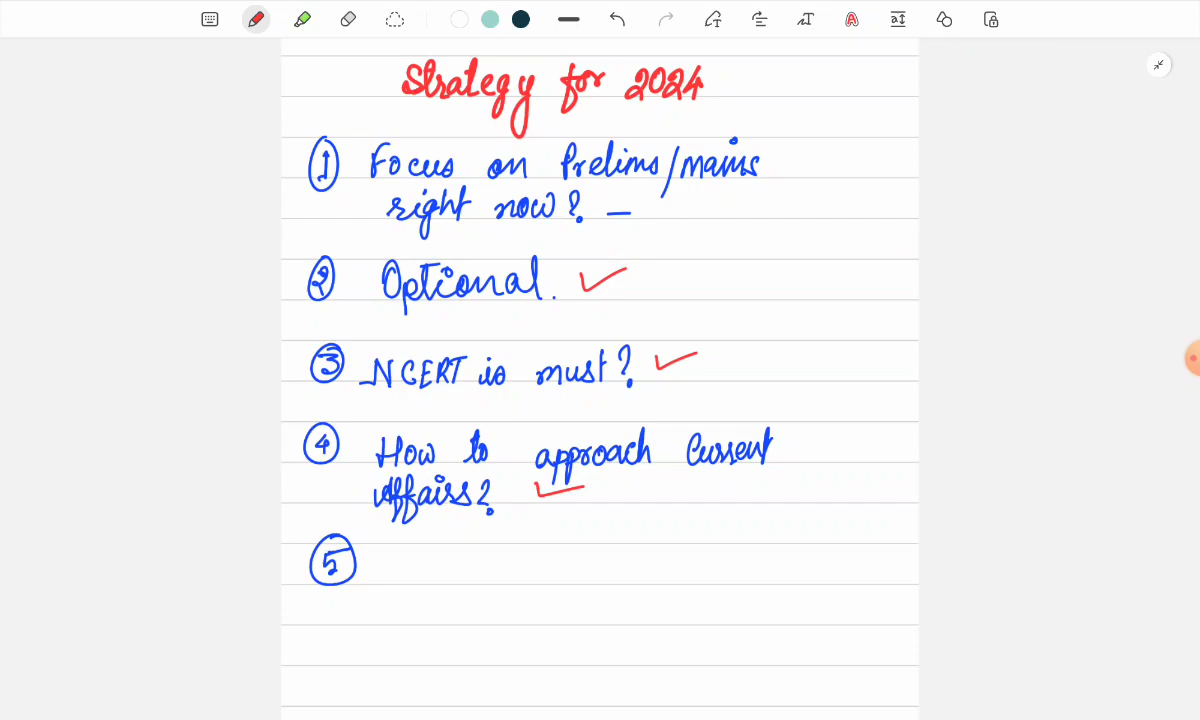 Strategy for 2024
① Focus on Prelims/mains
right now? —
② Optional.
③ NCERT is must?
④ How to approach Current
Affairs?
⑤